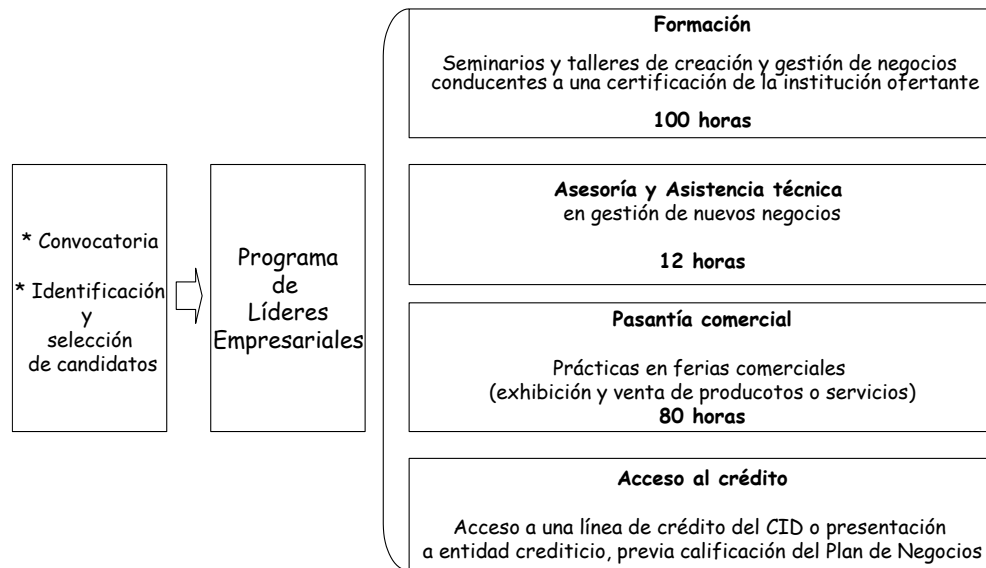 * Convocatoria
* Identificación
y
selección
de candidatos
Programa
de
Líderes
Empresariales
Formación
Seminarios y talleres de creación y gestión de negocios
conducentes a una certificación de la institución ofertante
100 horas
Asesoría y Asistencia técnica
en gestión de nuevos negocios
12 horas
Pasantía comercial
Prácticas en ferias comerciales
(exhibición y venta de producotos o servicios)
80 horas
Acceso al crédito
Acceso a una línea de crédito del CID o presentación
a entidad crediticio, previa calificación del Plan de Negocios